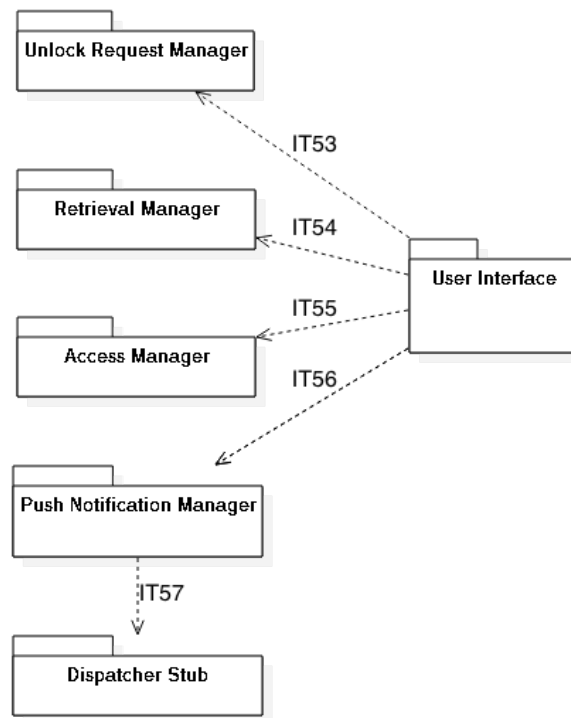 Unlock Request Manager
IT53
Retrieval Manager
IT54
User Interface
IT55
Access Manager
IT56
Push Notification Manager
IT57
Dispatcher Stub